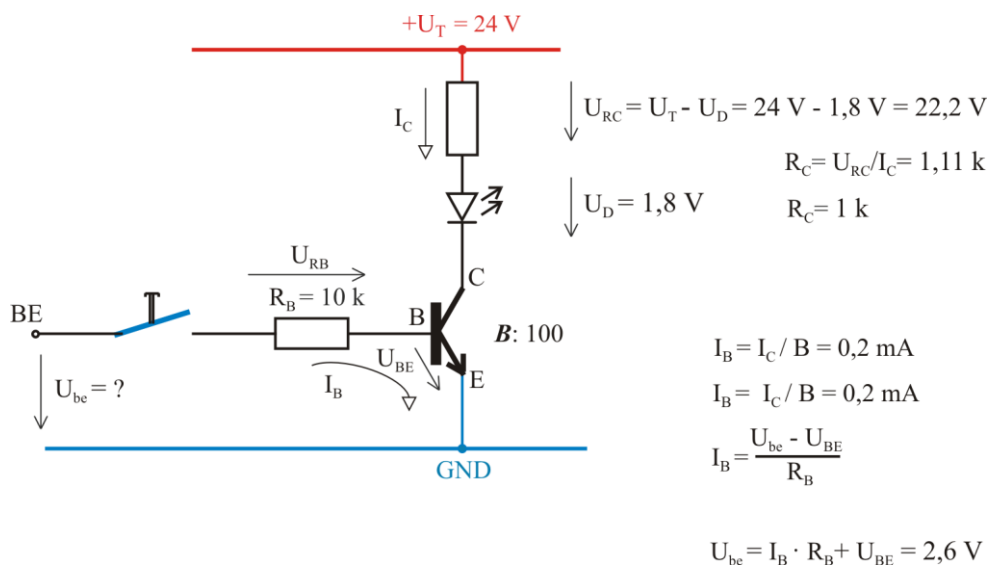 +U_T = 24 V
I_C
U_RC = U_T - U_D = 24 V - 1,8 V = 22,2 V
R_C = U_RC/I_C = 1,11 k
U_D = 1,8 V
R_C = 1 k
U_RB
R_B = 10 k
C
BE
B
B: 100
U_BE
E
I_B
U_be = ?
GND
I_B = I_C / B = 0,2 mA
I_B = I_C / B = 0,2 mA
I_B = (U_be - U_BE) / R_B
U_be = I_B · R_B + U_BE = 2,6 V